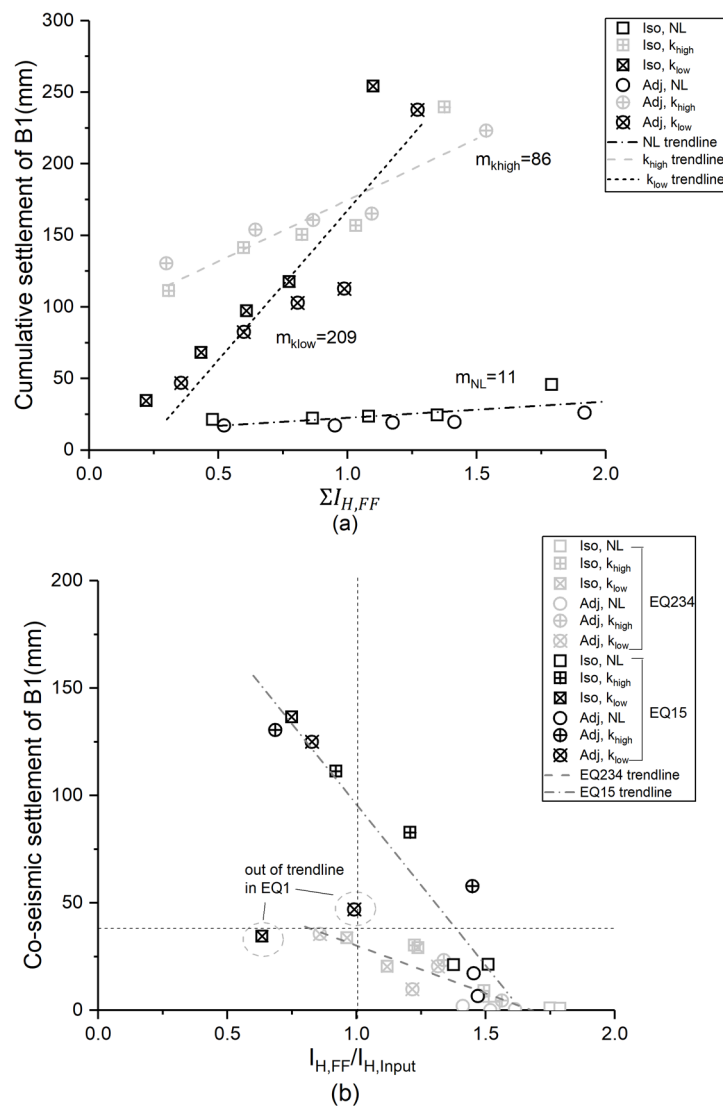 300
250
200
150
100
50
0
Cumulative settlement of B1(mm)
m_khigh=86
m_klow=209
m_NL=11
0.0 0.5 1.0 1.5 2.0
ΣI_H,FF
(a)
Iso, NL
Iso, k_high
Iso, k_low
Adj, NL
Adj, k_high
Adj, k_low
NL trendline
k_high trendline
k_low trendline
200
150
100
50
0
Co-seismic settlement of B1(mm)
out of trendline
in EQ1
0.0 0.5 1.0 1.5 2.0
I_H,FF/I_H,Input
(b)
Iso, NL
Iso, k_high
Iso, k_low
Adj, NL
Adj, k_high
Adj, k_low
EQ234
Iso, NL
Iso, k_high
Iso, k_low
Adj, NL
Adj, k_high
Adj, k_low
EQ15
EQ234 trendline
EQ15 trendline